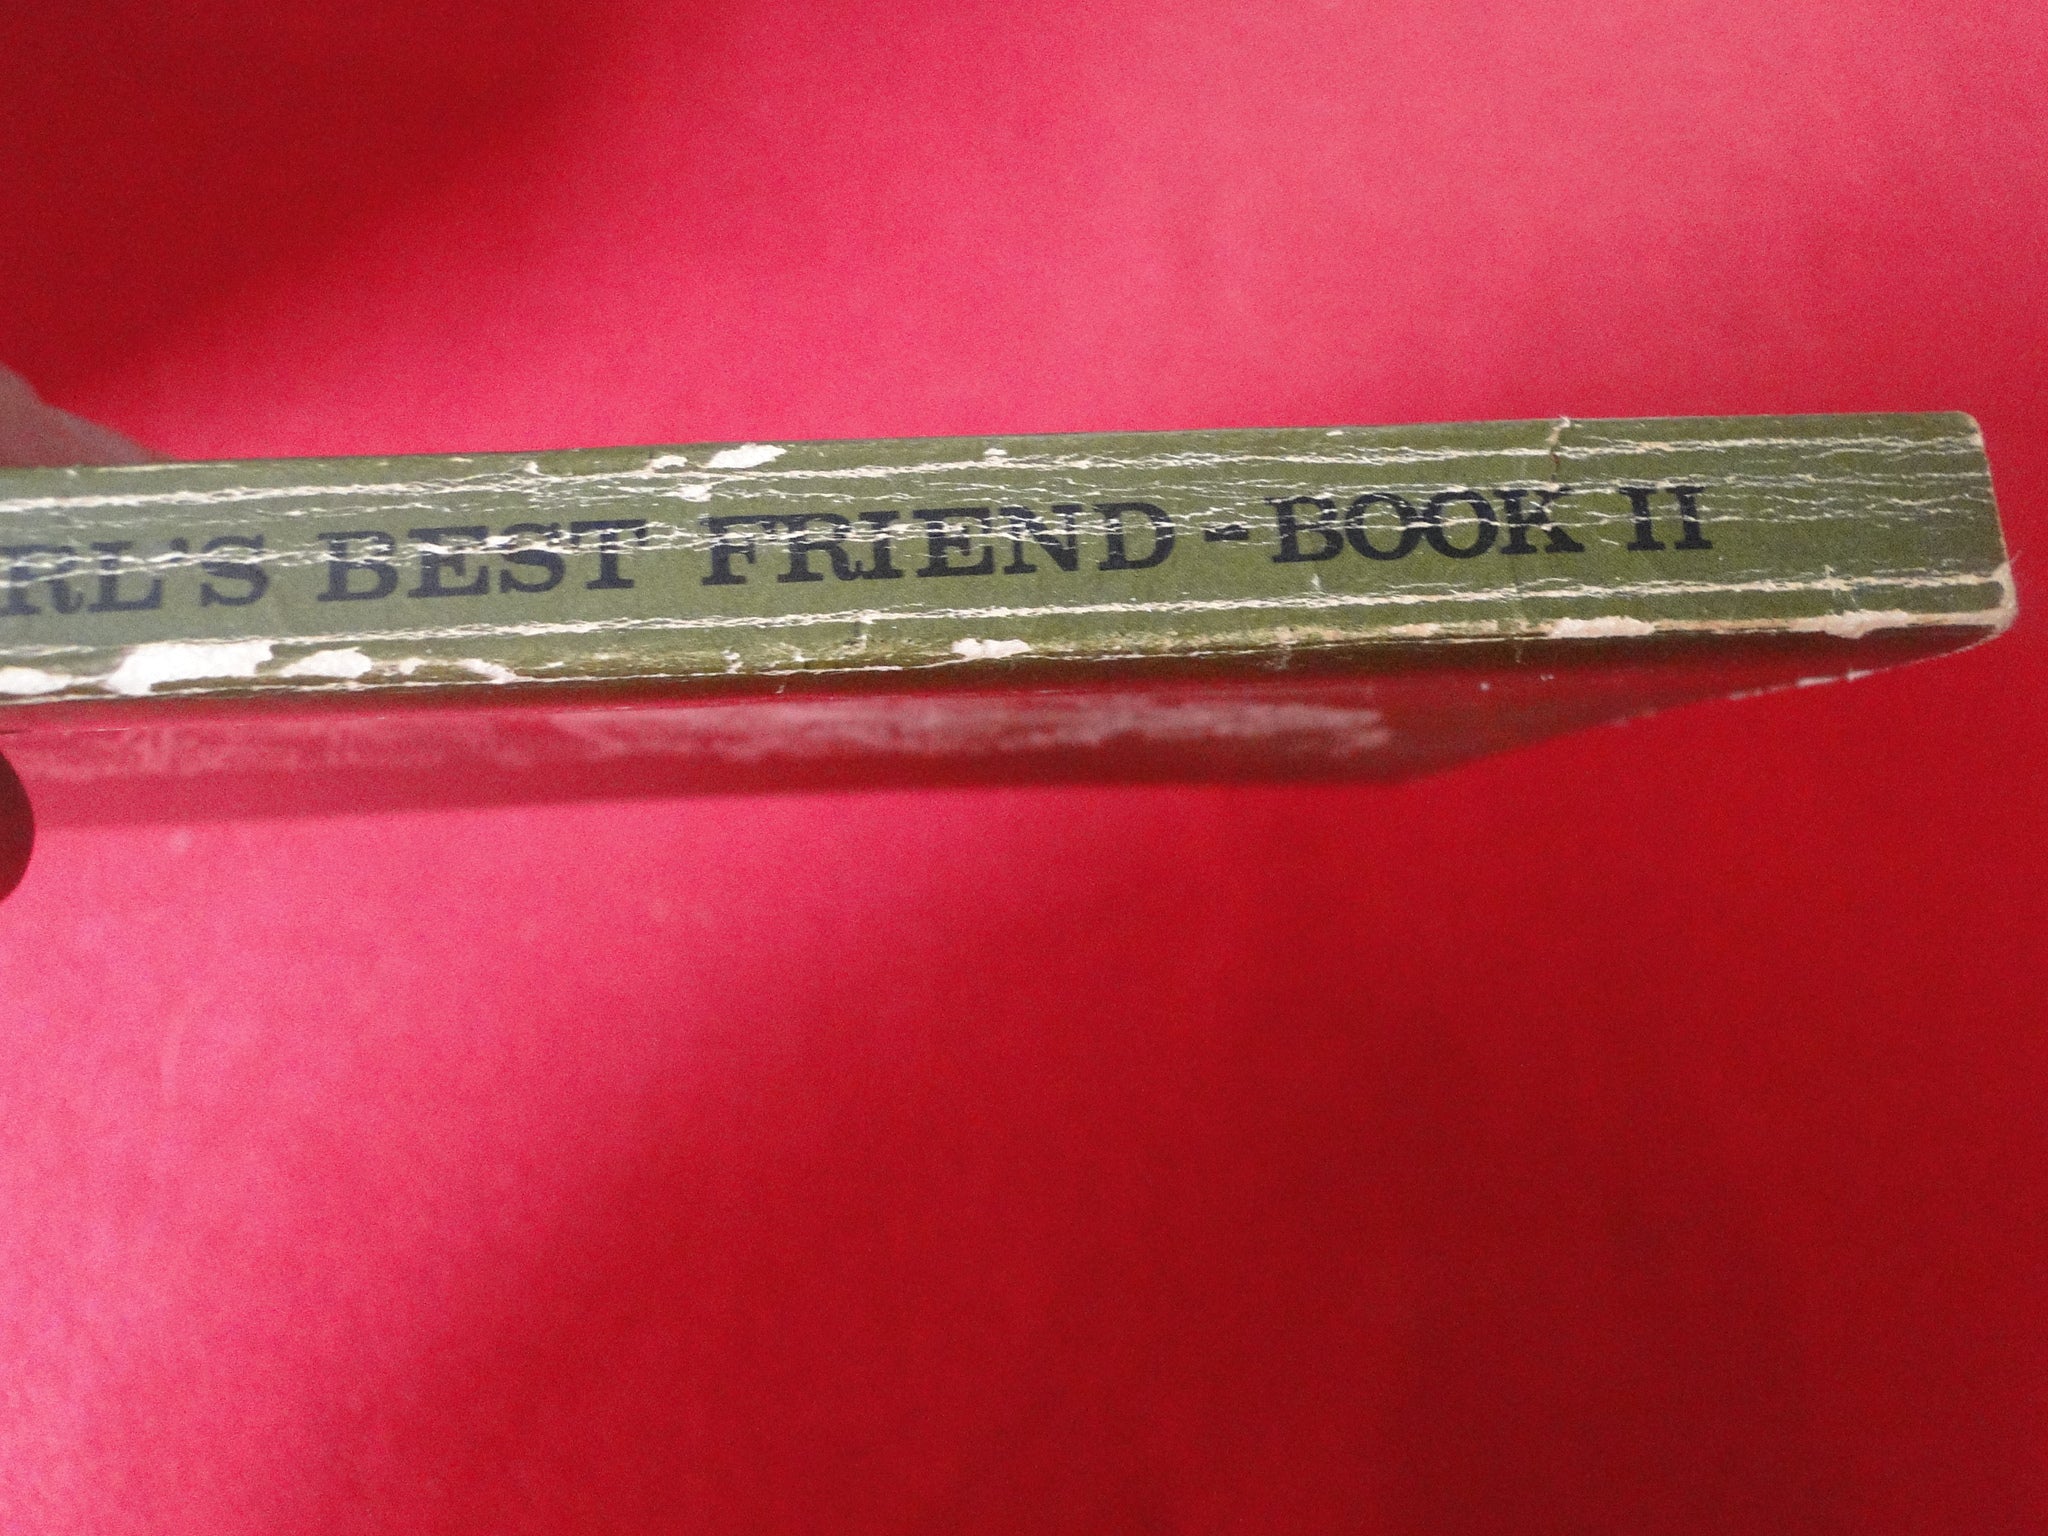 RL'S BEST FRIEND - BOOK II